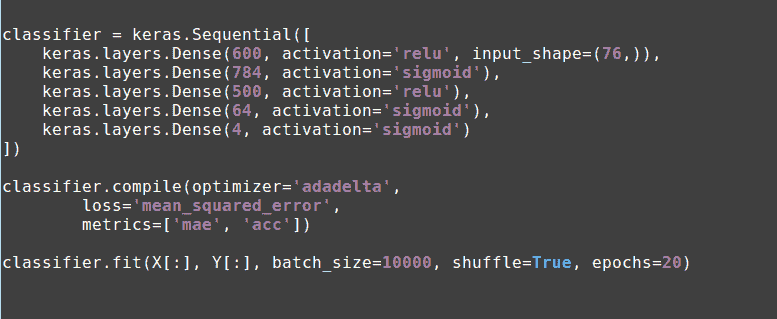 classifier = keras.Sequential([
    keras.layers.Dense(600, activation='relu', input_shape=(76,)),
    keras.layers.Dense(784, activation='sigmoid'),
    keras.layers.Dense(500, activation='relu'),
    keras.layers.Dense(64, activation='sigmoid'),
    keras.layers.Dense(4, activation='sigmoid')
])
classifier.compile(optimizer='adadelta',
        loss='mean_squared_error',
        metrics=['mae', 'acc'])
classifier.fit(X[:], Y[:], batch_size=10000, shuffle=True, epochs=20)